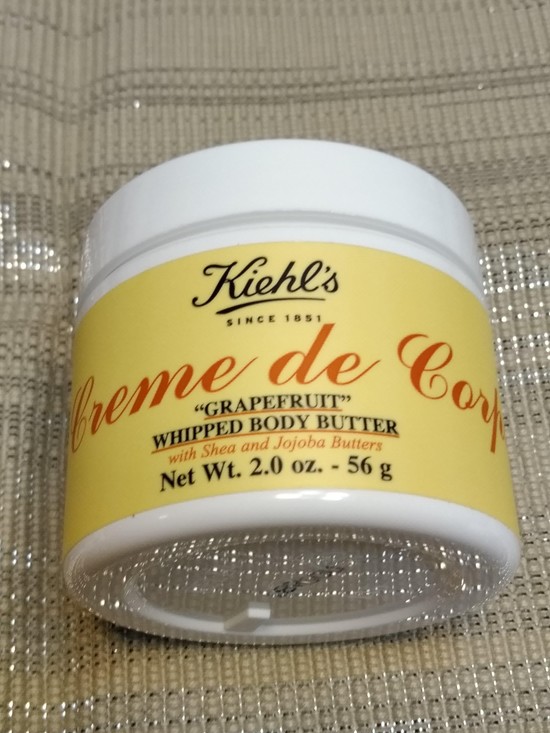 Kiehl's
SINCE 1851
Creme de Corp
"GRAPEFRUIT"
WHIPPED BODY BUTTER
with Shea and Jojoba Butters
Net Wt. 2.0 oz. - 56 g